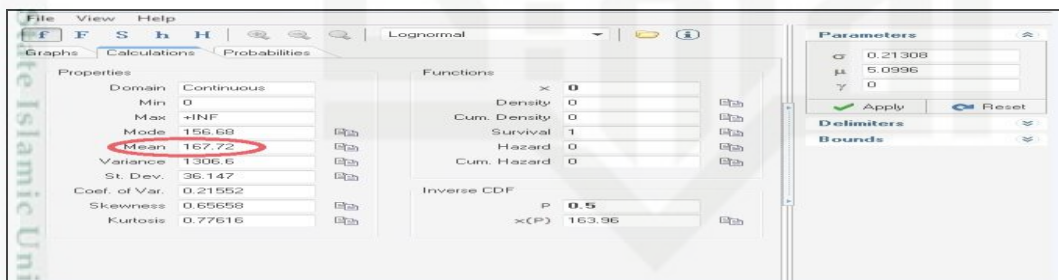 File View Help
f F S h H Lognormal
Graphs Calculations Probabilities
Properties
Domain Continuous
Min 0
Max +INF
Mode 156.68
Mean 167.72
Variance 1306.6
St. Dev. 36.147
Coef. of Var. 0.21552
Skewness 0.65658
Kurtosis 0.77616
Functions
x 0
Density 0
Cum. Density 0
Survival 1
Hazard 0
Cum. Hazard 0
Inverse CDF
P 0.5
x(P) 163.96
Parameters
σ 0.21308
μ 5.0996
γ 0
Apply Reset
Delimiters
Bounds
State Islamic Uni